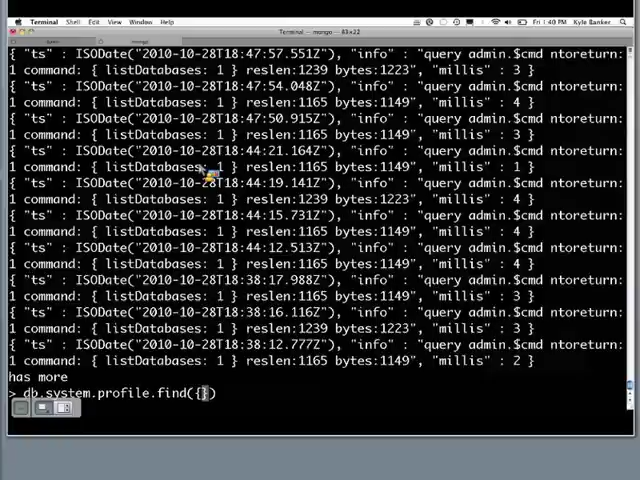 Terminal Shell Edit View Window Help Fri 1:40 PM Kyle Banker
Terminal — mongo — 83×22
{ "ts" : ISODate("2010-10-28T18:47:57.551Z"), "info" : "query admin.$cmd ntoreturn:
1 command: { listDatabases: 1 } reslen:1239 bytes:1223", "millis" : 3 }
{ "ts" : ISODate("2010-10-28T18:47:54.048Z"), "info" : "query admin.$cmd ntoreturn:
1 command: { listDatabases: 1 } reslen:1165 bytes:1149", "millis" : 4 }
{ "ts" : ISODate("2010-10-28T18:47:50.915Z"), "info" : "query admin.$cmd ntoreturn:
1 command: { listDatabases: 1 } reslen:1165 bytes:1149", "millis" : 3 }
{ "ts" : ISODate("2010-10-28T18:44:21.164Z"), "info" : "query admin.$cmd ntoreturn:
1 command: { listDatabases: 1 } reslen:1165 bytes:1149", "millis" : 1 }
{ "ts" : ISODate("2010-10-28T18:44:19.141Z"), "info" : "query admin.$cmd ntoreturn:
1 command: { listDatabases: 1 } reslen:1239 bytes:1223", "millis" : 4 }
{ "ts" : ISODate("2010-10-28T18:44:15.731Z"), "info" : "query admin.$cmd ntoreturn:
1 command: { listDatabases: 1 } reslen:1165 bytes:1149", "millis" : 4 }
{ "ts" : ISODate("2010-10-28T18:44:12.513Z"), "info" : "query admin.$cmd ntoreturn:
1 command: { listDatabases: 1 } reslen:1165 bytes:1149", "millis" : 4 }
{ "ts" : ISODate("2010-10-28T18:38:17.988Z"), "info" : "query admin.$cmd ntoreturn:
1 command: { listDatabases: 1 } reslen:1165 bytes:1149", "millis" : 3 }
{ "ts" : ISODate("2010-10-28T18:38:16.116Z"), "info" : "query admin.$cmd ntoreturn:
1 command: { listDatabases: 1 } reslen:1239 bytes:1223", "millis" : 3 }
{ "ts" : ISODate("2010-10-28T18:38:12.777Z"), "info" : "query admin.$cmd ntoreturn:
1 command: { listDatabases: 1 } reslen:1165 bytes:1149", "millis" : 2 }
has more
> db.system.profile.find({})